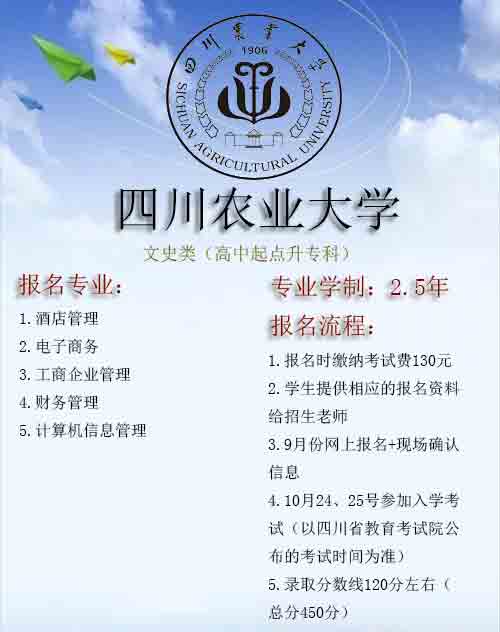 四川农业大学
1906
SICHUAN AGRICULTURAL UNIVERSITY
四川农业大学
文史类（高中起点升专科）
报名专业：
1.酒店管理
2.电子商务
3.工商企业管理
4.财务管理
5.计算机信息管理
专业学制：2.5年
报名流程：
1.报名时缴纳考试费130元
2.学生提供相应的报名资料
给招生老师
3.9月份网上报名+现场确认
信息
4.10月24、25号参加入学考
试（以四川省教育考试院公
布的考试时间为准）
5.录取分数线120分左右（
总分450分）